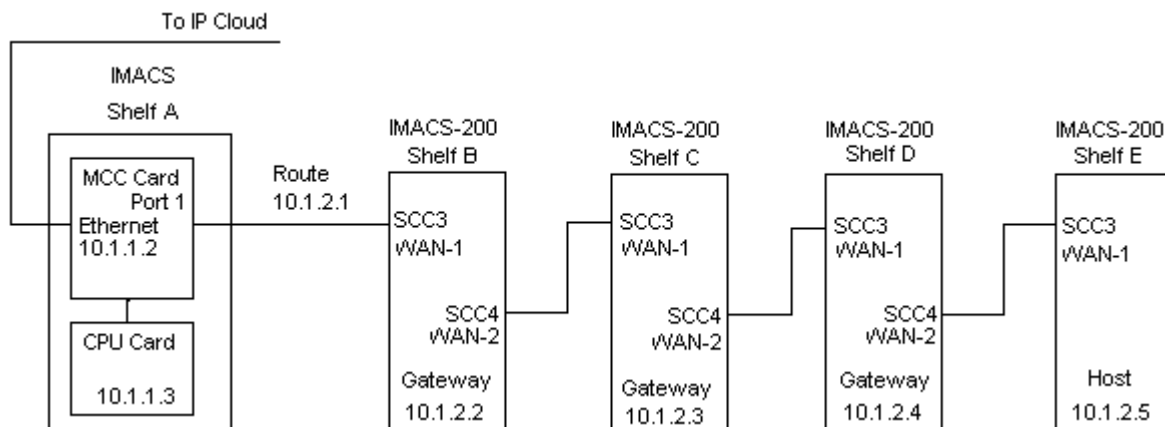 To IP Cloud
IMACS
Shelf A
MCC Card
Port 1
Ethernet
10.1.1.2
CPU Card
10.1.1.3
Route
10.1.2.1
IMACS-200
Shelf B
SCC3
WAN-1
SCC4
WAN-2
Gateway
10.1.2.2
IMACS-200
Shelf C
SCC3
WAN-1
SCC4
WAN-2
Gateway
10.1.2.3
IMACS-200
Shelf D
SCC3
WAN-1
SCC4
WAN-2
Gateway
10.1.2.4
IMACS-200
Shelf E
SCC3
WAN-1
Host
10.1.2.5